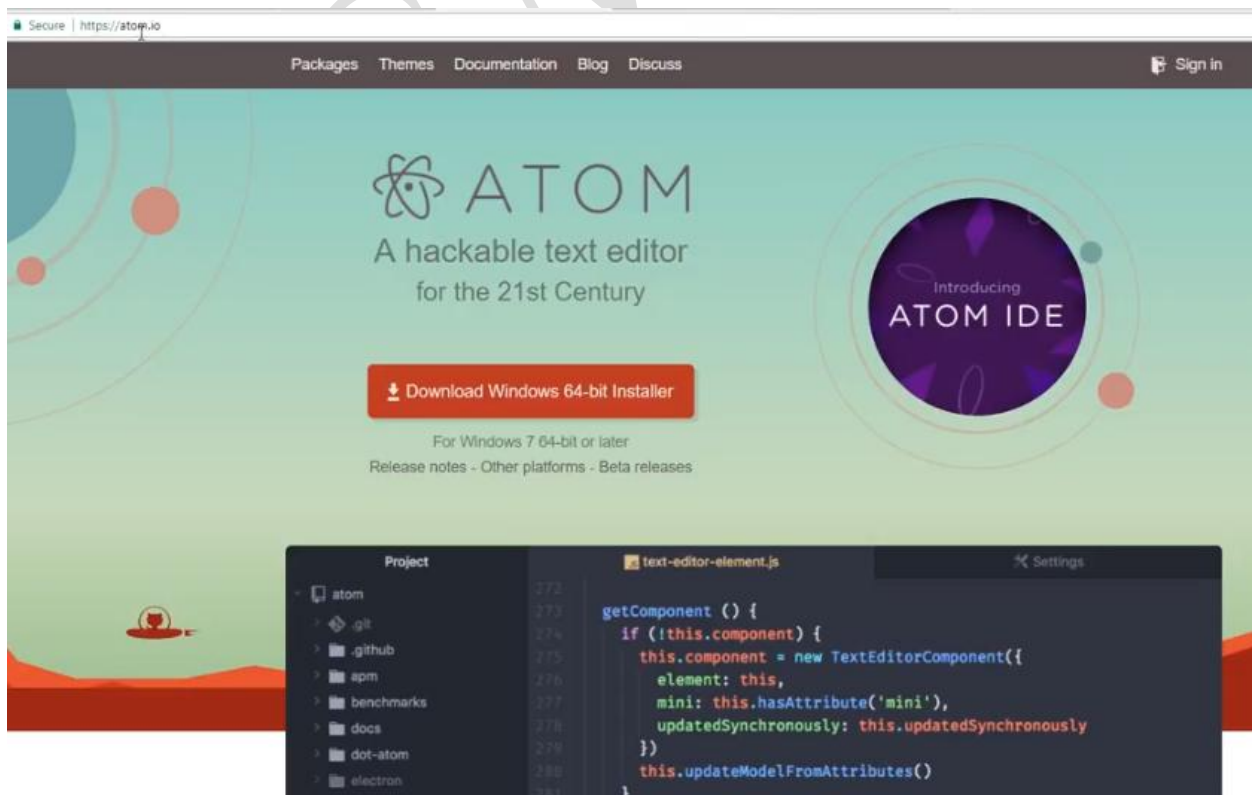 Secure | https://atom.io
Packages Themes Documentation Blog Discuss Sign in
ATOM
A hackable text editor
for the 21st Century
Introducing
ATOM IDE
Download Windows 64-bit Installer
For Windows 7 64-bit or later
Release notes - Other platforms - Beta releases
Project
text-editor-element.js
Settings
atom
.git
.github
apm
benchmarks
docs
dot-atom
electron
272
273 getComponent () {
274 if (!this.component) {
275 this.component = new TextEditorComponent({
276 element: this,
277 mini: this.hasAttribute('mini'),
278 updatedSynchronously: this.updatedSynchronously
279 })
280 this.updateModelFromAttributes()
281 }